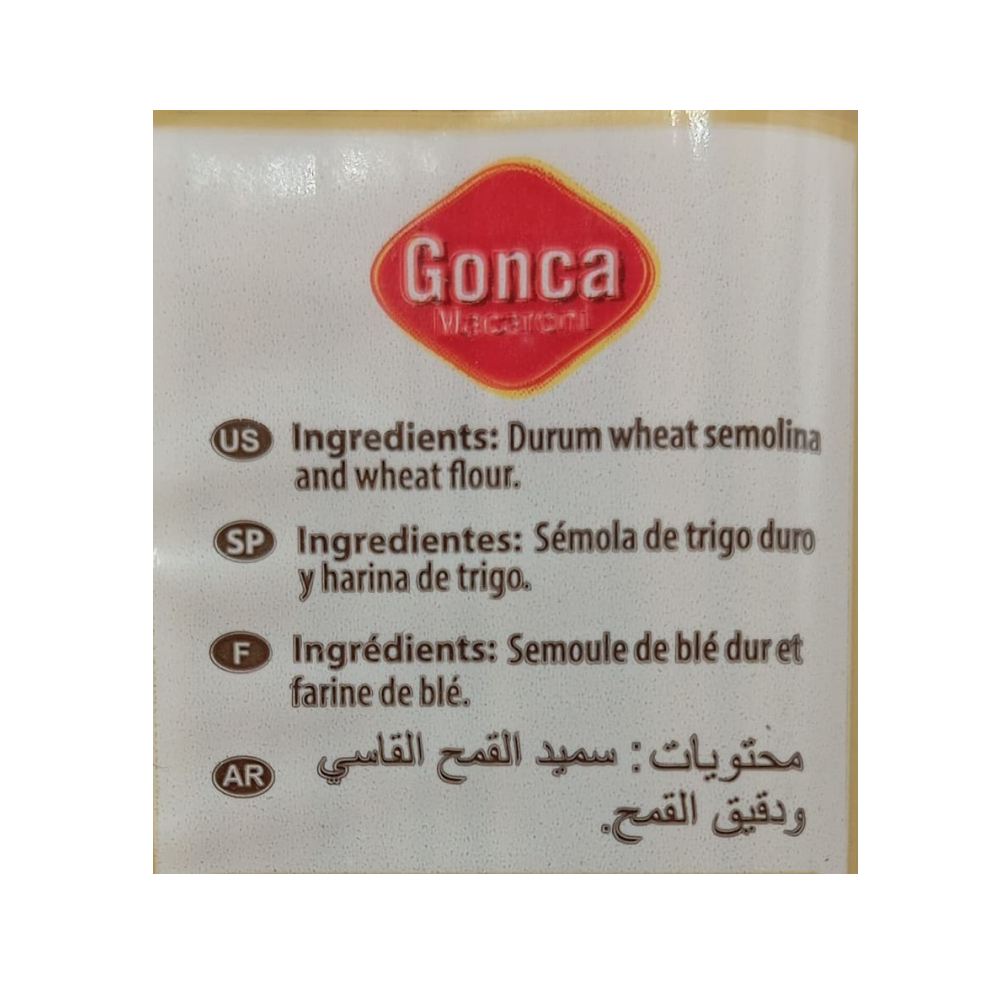 Gonca
Macaroni
US Ingredients: Durum wheat semolina
and wheat flour.
SP Ingredientes: Sémola de trigo duro
y harina de trigo.
F Ingrédients: Semoule de blé dur et
farine de blé.
AR محتويات: سميد القمح القاسي
ودقيق القمح.